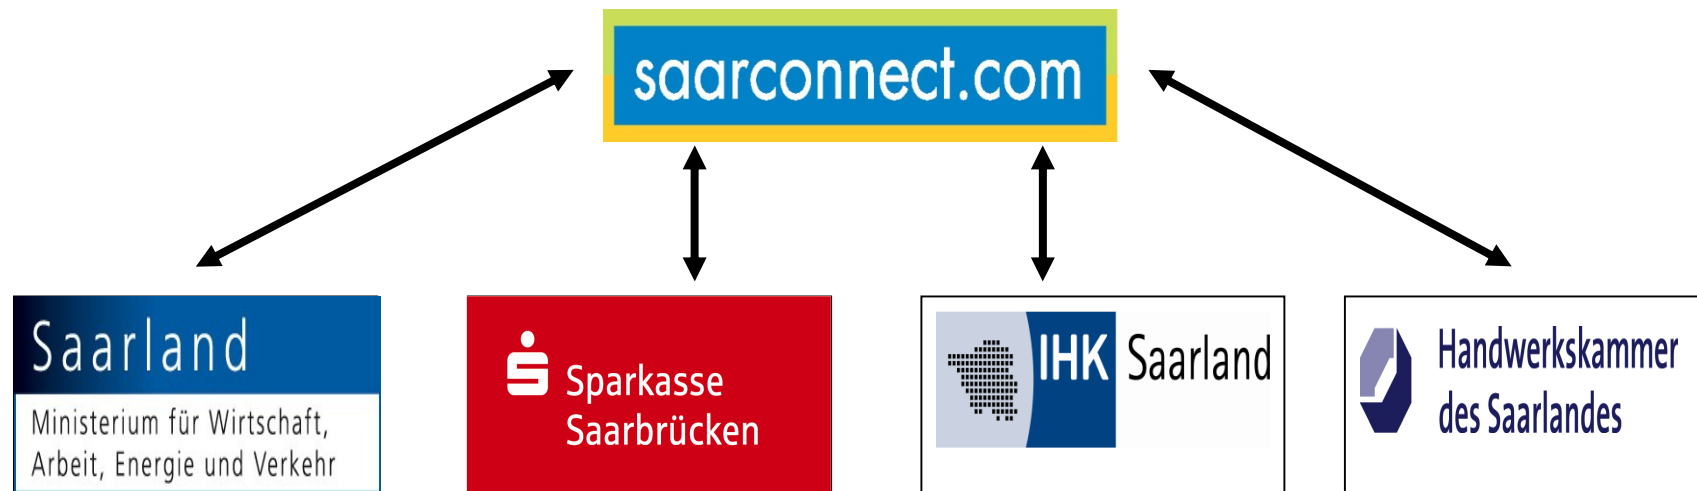 saarconnect.com
Saarland
Ministerium für Wirtschaft,
Arbeit, Energie und Verkehr
Sparkasse
Saarbrücken
IHK Saarland
Handwerkskammer
des Saarlandes